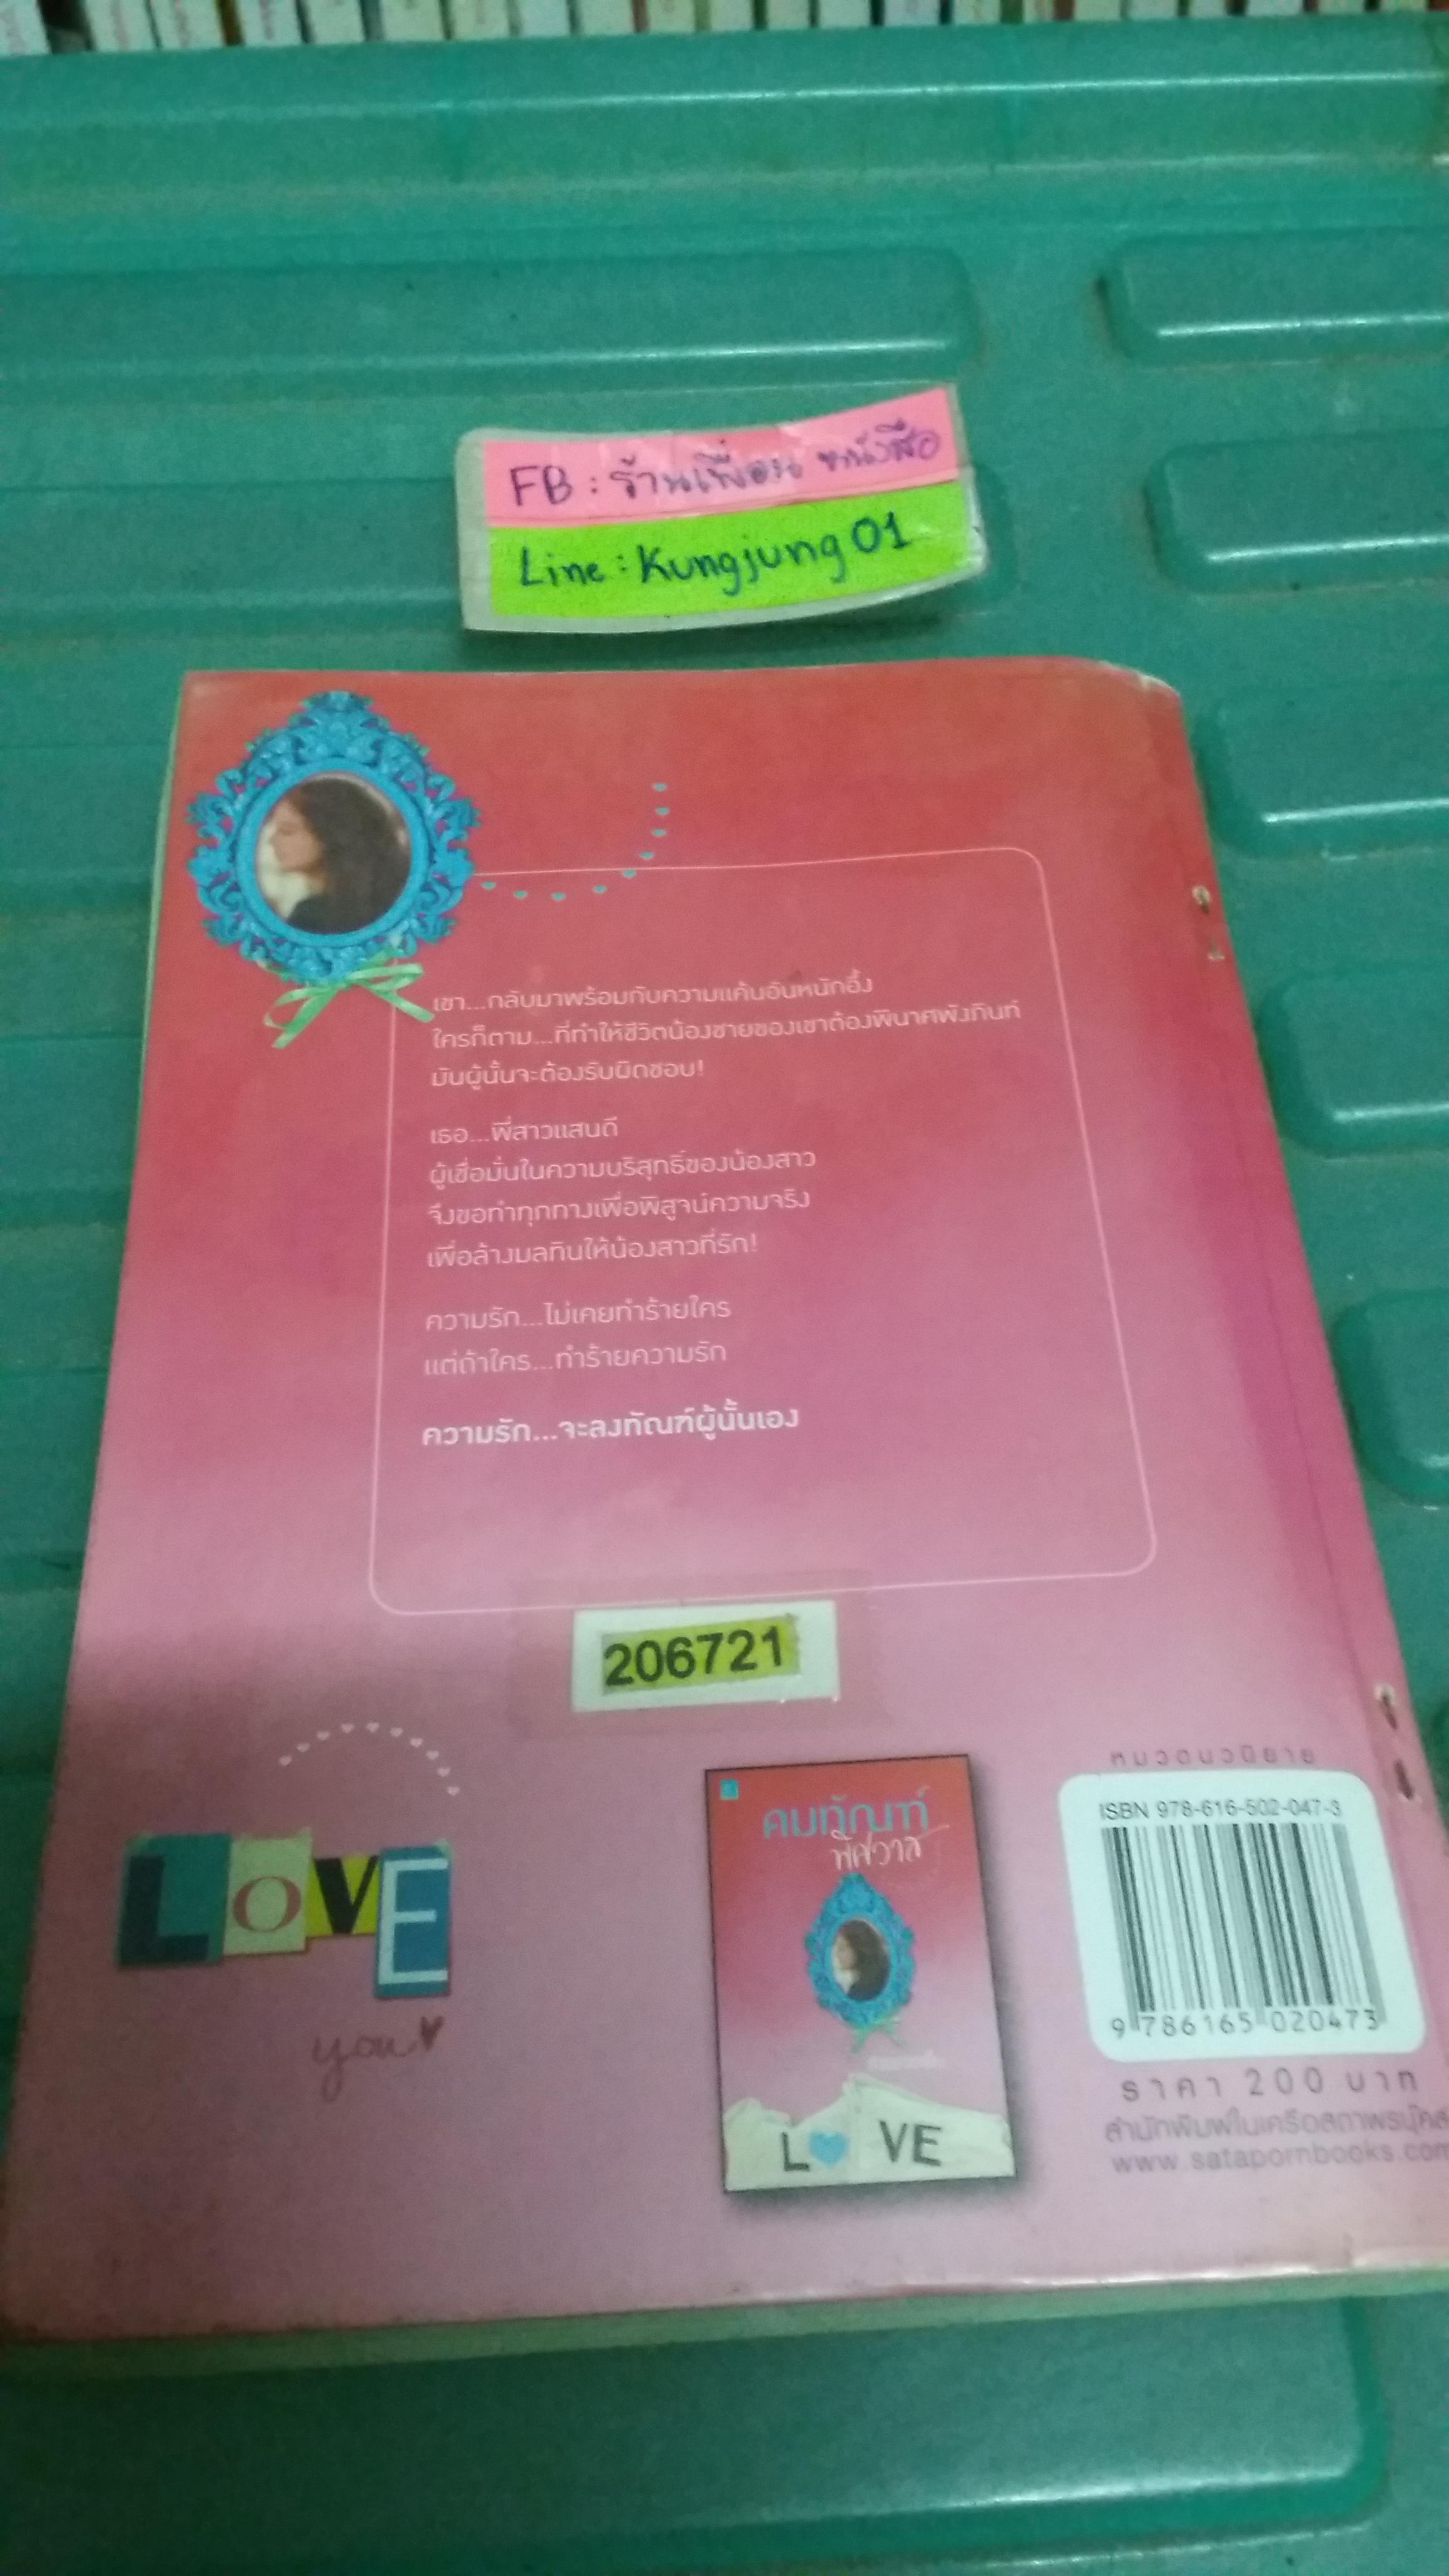 FB : ร้านเพื่อน หนังสือ
Line : Kungjung 01
เขา...กลับมาพร้อมกับความแค้นอันหนักอึ้ง
ใครก็ตาม...ที่ทำให้ชีวิตน้องชายของเขาต้องพินาศพังภินท์
มันผู้นั้นจะต้องรับผิดชอบ!
เธอ...พี่สาวแสนดี
ผู้เชื่อมั่นในความบริสุทธิ์ของน้องสาว
จึงขอทำทุกทางเพื่อพิสูจน์ความจริง
เพื่อล้างมลทินให้น้องสาวที่รัก!
ความรัก...ไม่เคยทำร้ายใคร
แต่ถ้าใคร...ทำร้ายความรัก
ความรัก...จะลงทัณฑ์ผู้นั้นเอง
206721
LOVE
you
คมทัณฑ์
พิศวาส
L VE
หมวดนวนิยาย
ISBN 978-616-502-047-3
9 786165 020473
ราคา 200 บาท
สำนักพิมพ์ในเครือสถาพรบุ๊คส์
www.satapornbooks.com